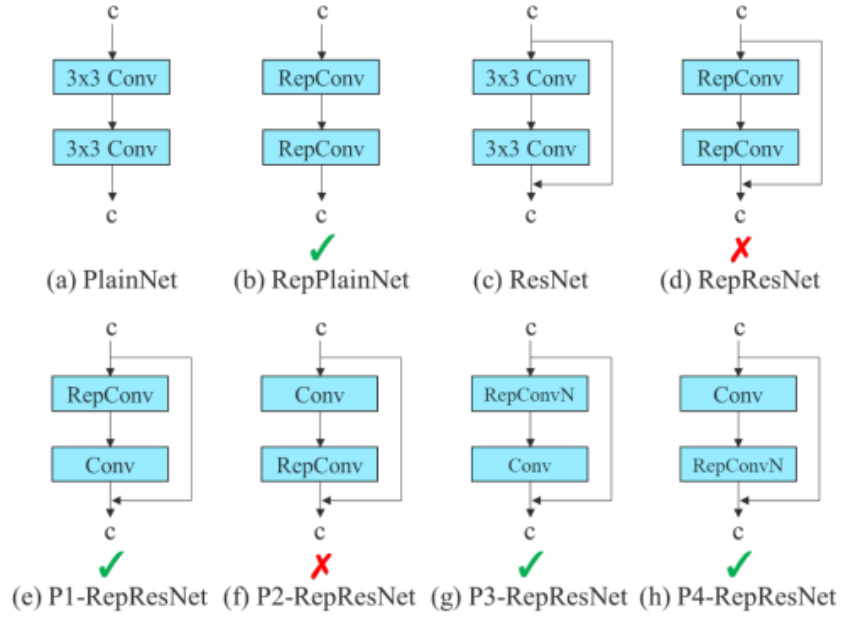 c c c c
3x3 Conv RepConv 3x3 Conv RepConv
3x3 Conv RepConv 3x3 Conv RepConv
c c c c
✓ ✗
(a) PlainNet (b) RepPlainNet (c) ResNet (d) RepResNet
c c c c
RepConv Conv RepConvN Conv
Conv RepConv Conv RepConvN
c c c c
✓ ✗ ✓ ✓
(e) P1-RepResNet (f) P2-RepResNet (g) P3-RepResNet (h) P4-RepResNet